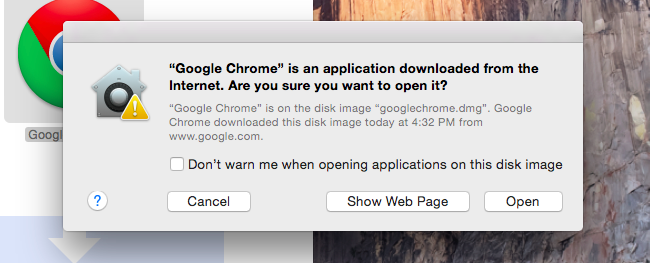 Goog
“Google Chrome” is an application downloaded from the
Internet. Are you sure you want to open it?
“Google Chrome” is on the disk image “googlechrome.dmg”. Google
Chrome downloaded this disk image today at 4:32 PM from
www.google.com.
Don’t warn me when opening applications on this disk image
?
Cancel
Show Web Page
Open